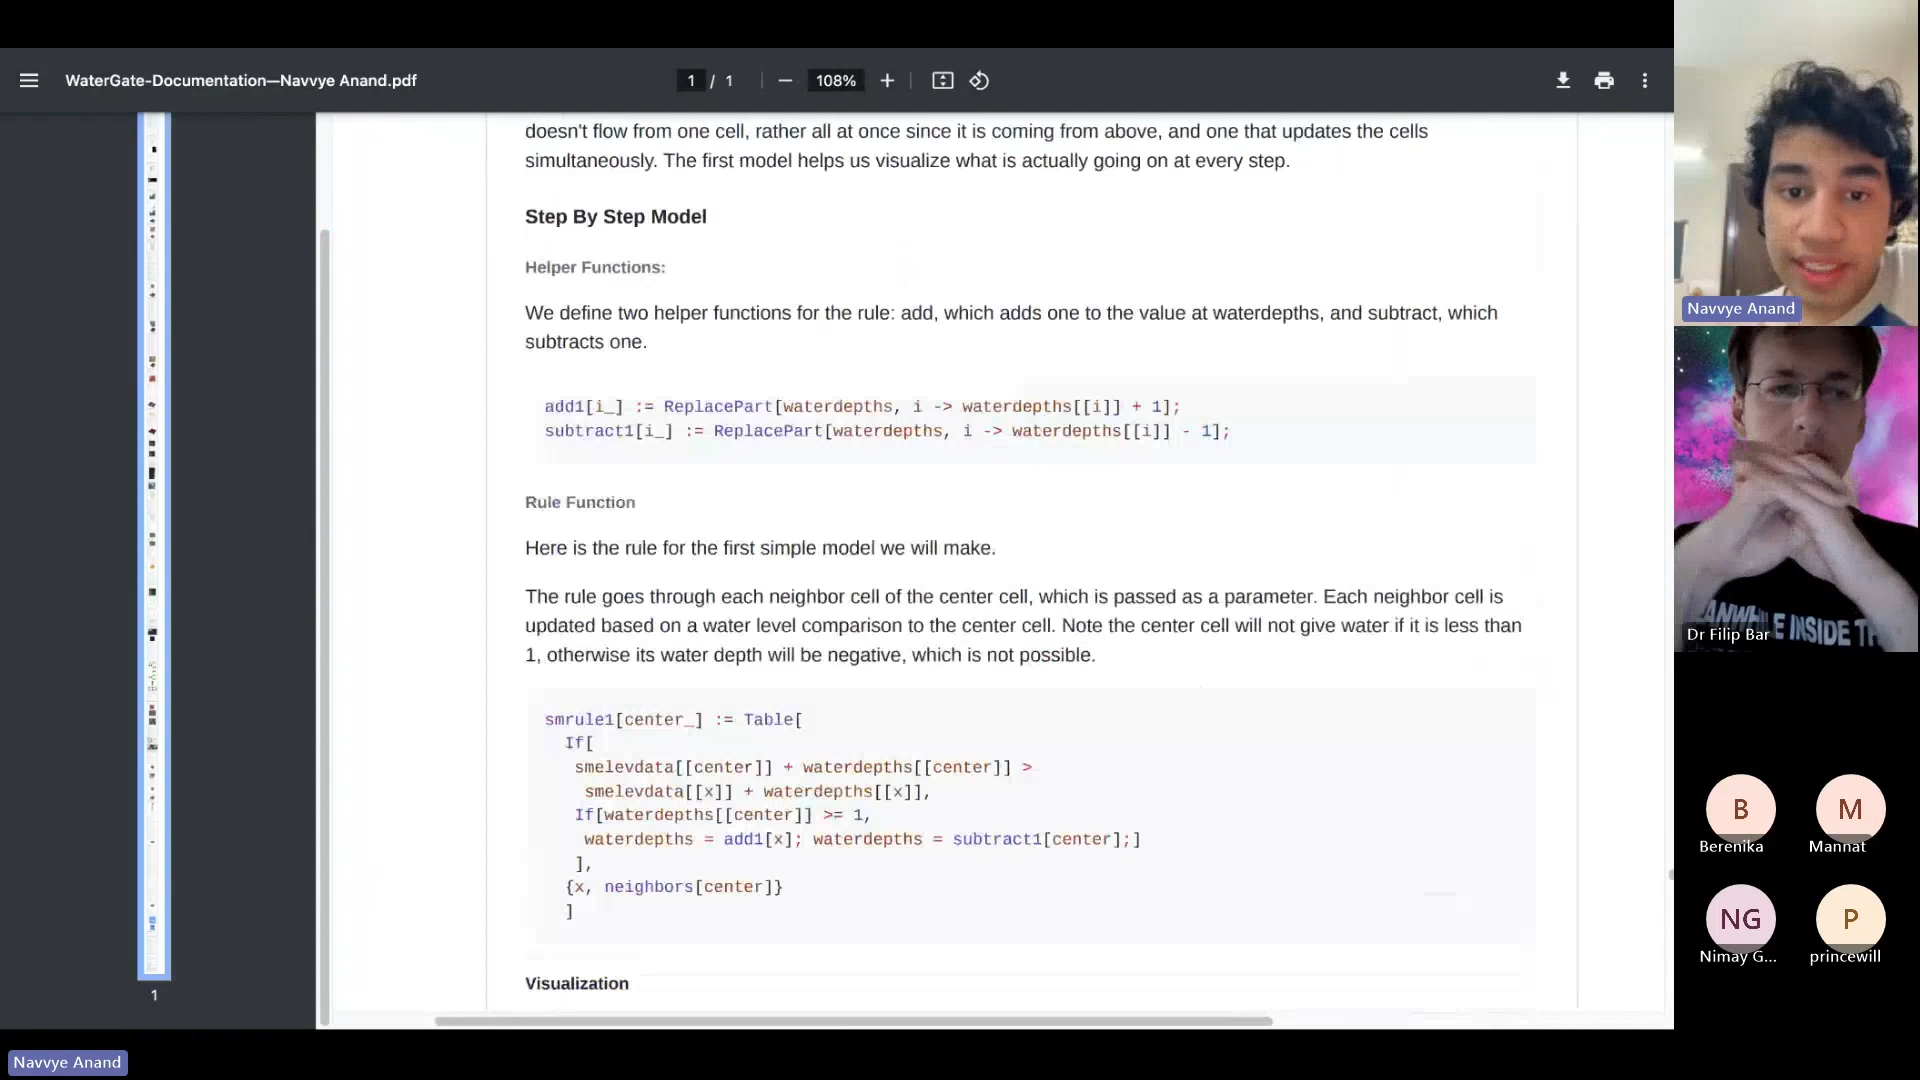 WaterGate-Documentation—Navvye Anand.pdf
1 / 1
108%
doesn't flow from one cell, rather all at once since it is coming from above, and one that updates the cells
simultaneously. The first model helps us visualize what is actually going on at every step.
Step By Step Model
Helper Functions:
We define two helper functions for the rule: add, which adds one to the value at waterdepths, and subtract, which
subtracts one.
add1[i_] := ReplacePart[waterdepths, i -> waterdepths[[i]] + 1];
subtract1[i_] := ReplacePart[waterdepths, i -> waterdepths[[i]] - 1];
Rule Function
Here is the rule for the first simple model we will make.
The rule goes through each neighbor cell of the center cell, which is passed as a parameter. Each neighbor cell is
updated based on a water level comparison to the center cell. Note the center cell will not give water if it is less than
1, otherwise its water depth will be negative, which is not possible.
smrule1[center_] := Table[
If[
smelevdata[[center]] + waterdepths[[center]] >
smelevdata[[x]] + waterdepths[[x]],
If[waterdepths[[center]] >= 1,
waterdepths = add1[x]; waterdepths = subtract1[center];]
],
{x, neighbors[center]}
]
Visualization
1
Navvye Anand
Navvye Anand
Dr Filip Bar
E INSIDE TH
B
Berenika
M
Mannat
NG
Nimay G...
P
princewill